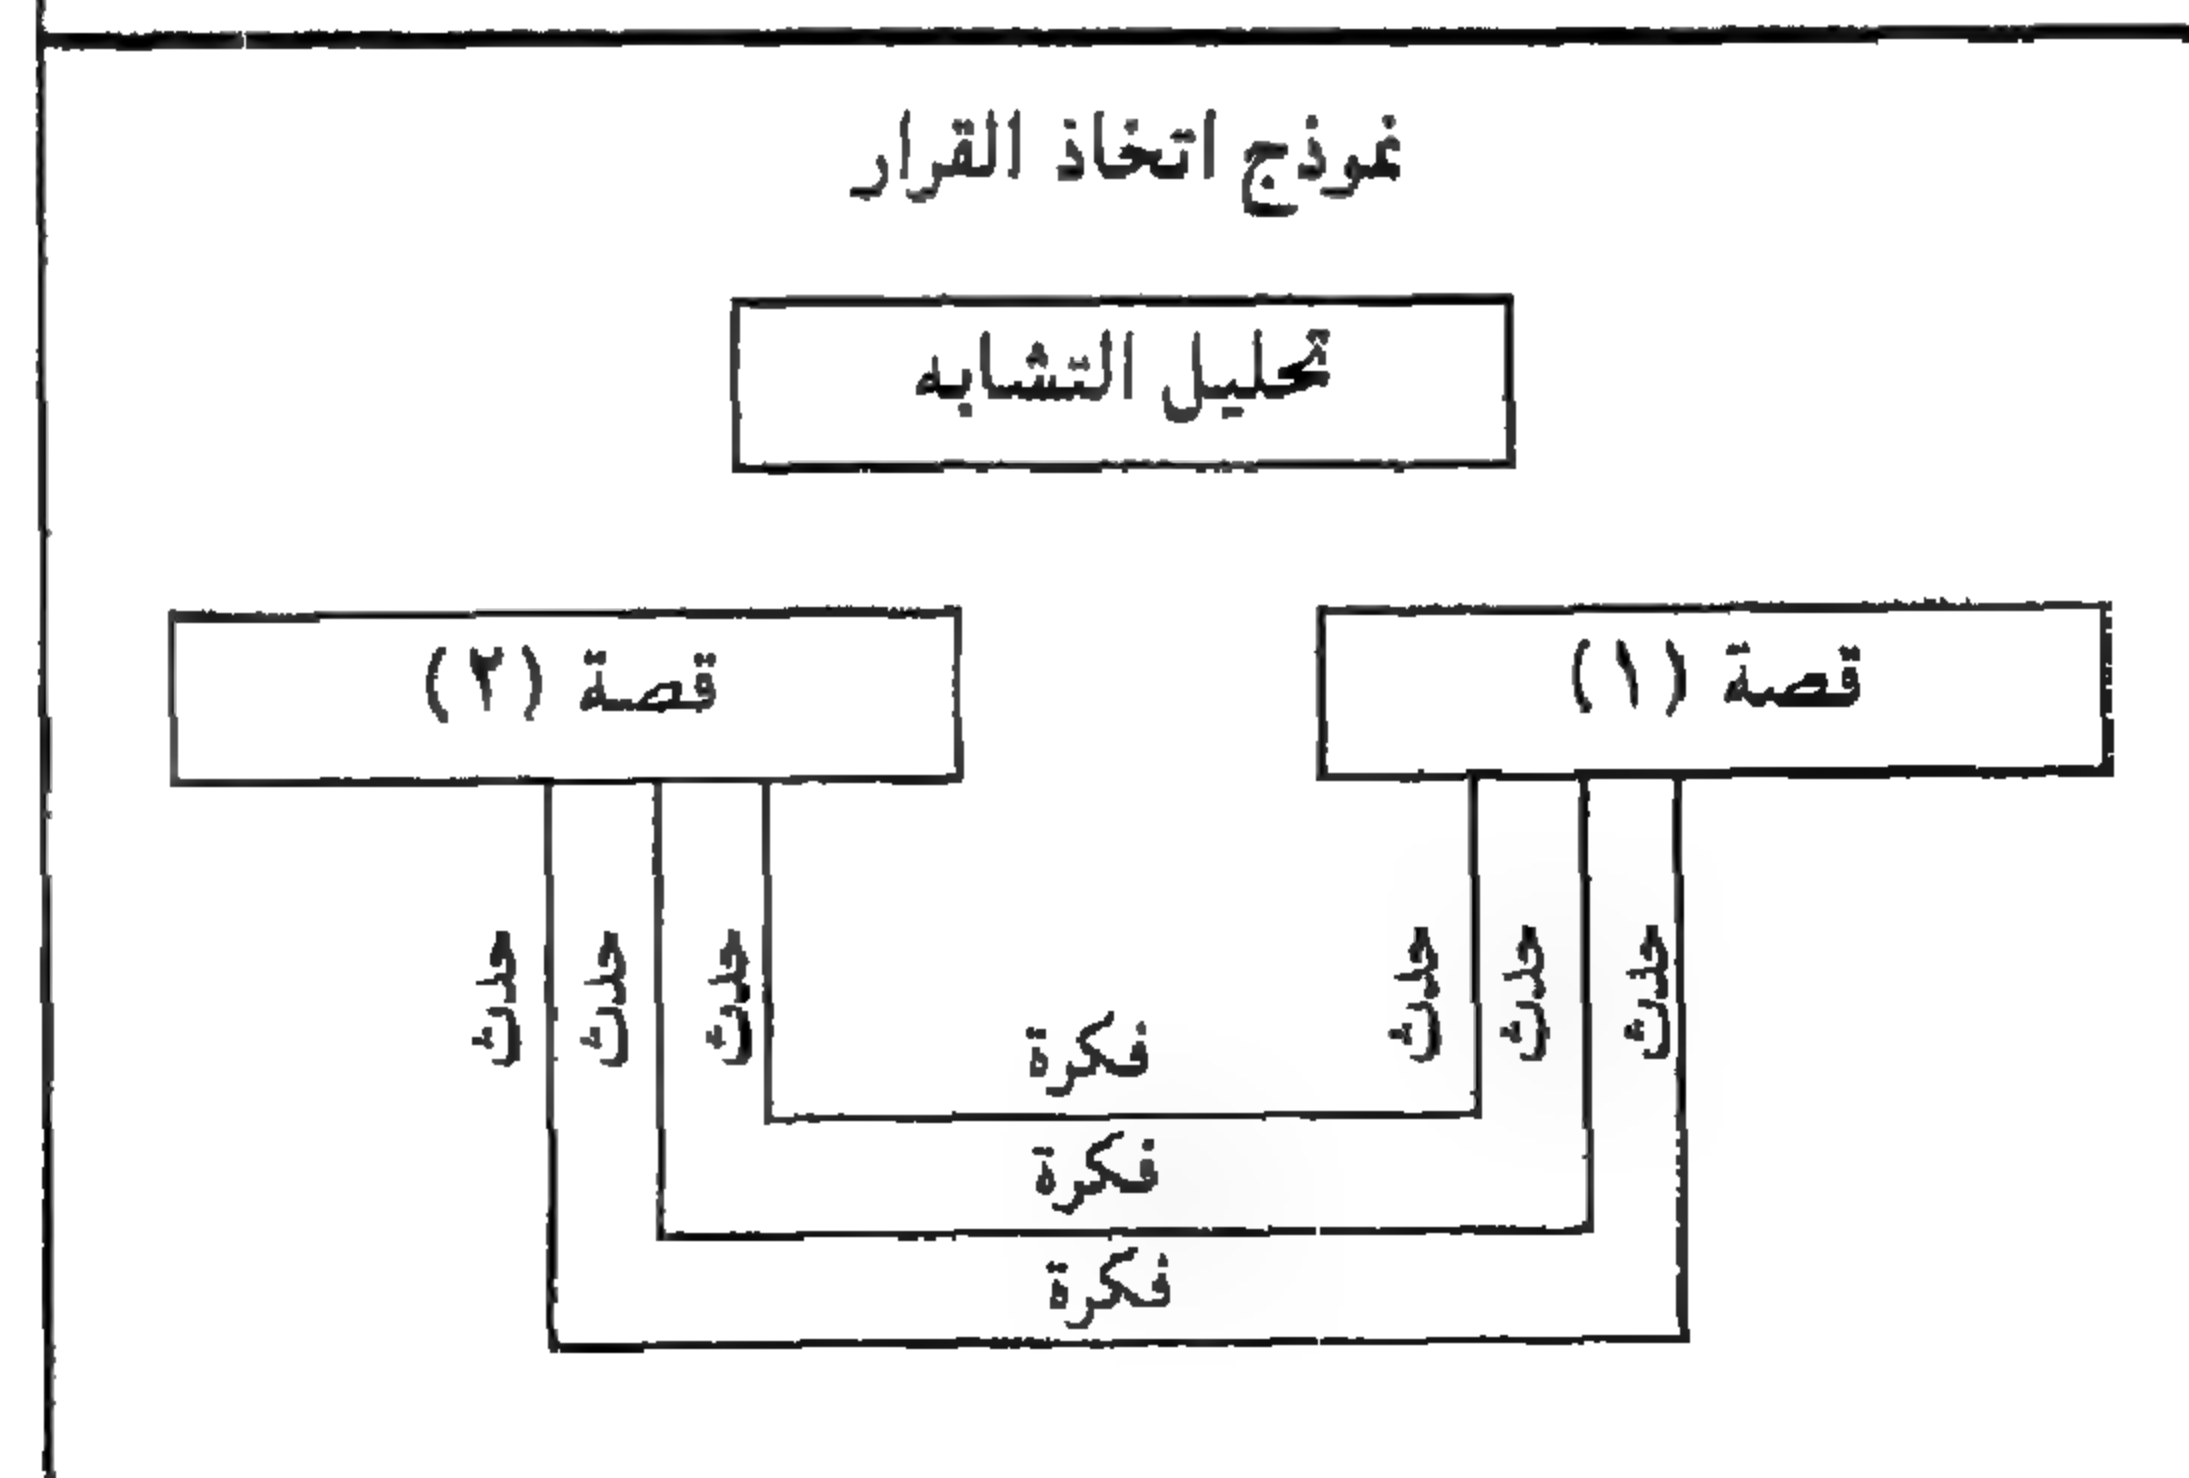 نموذج اتخاذ القرار
تحليل التشابه
قصة (١)
قصة (٢)
حدث
حدث
حدث
حدث
حدث
حدث
فكرة
فكرة
فكرة